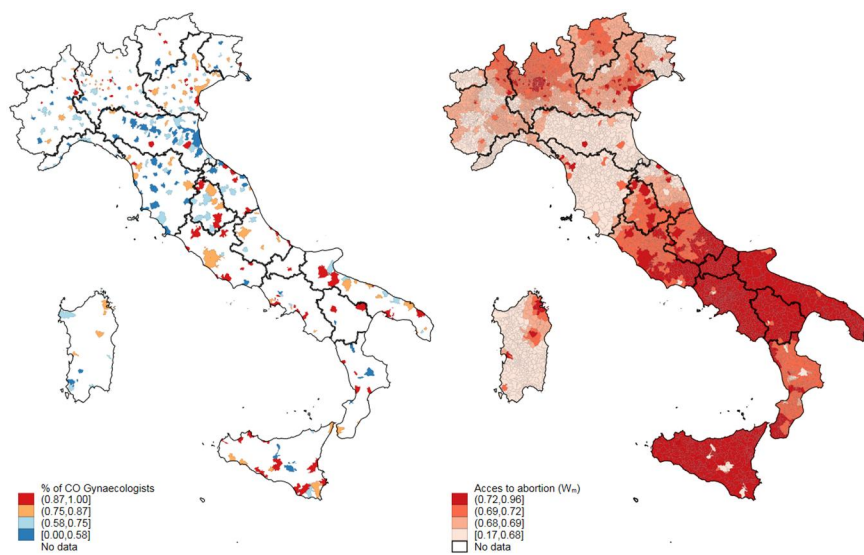 % of CO Gynaecologists
(0.87,1.00]
(0.75,0.87]
(0.58,0.75]
[0.00,0.58]
No data
Acces to abortion (Wₘ)
(0.72,0.96]
(0.69,0.72]
(0.68,0.69]
[0.17,0.68]
No data